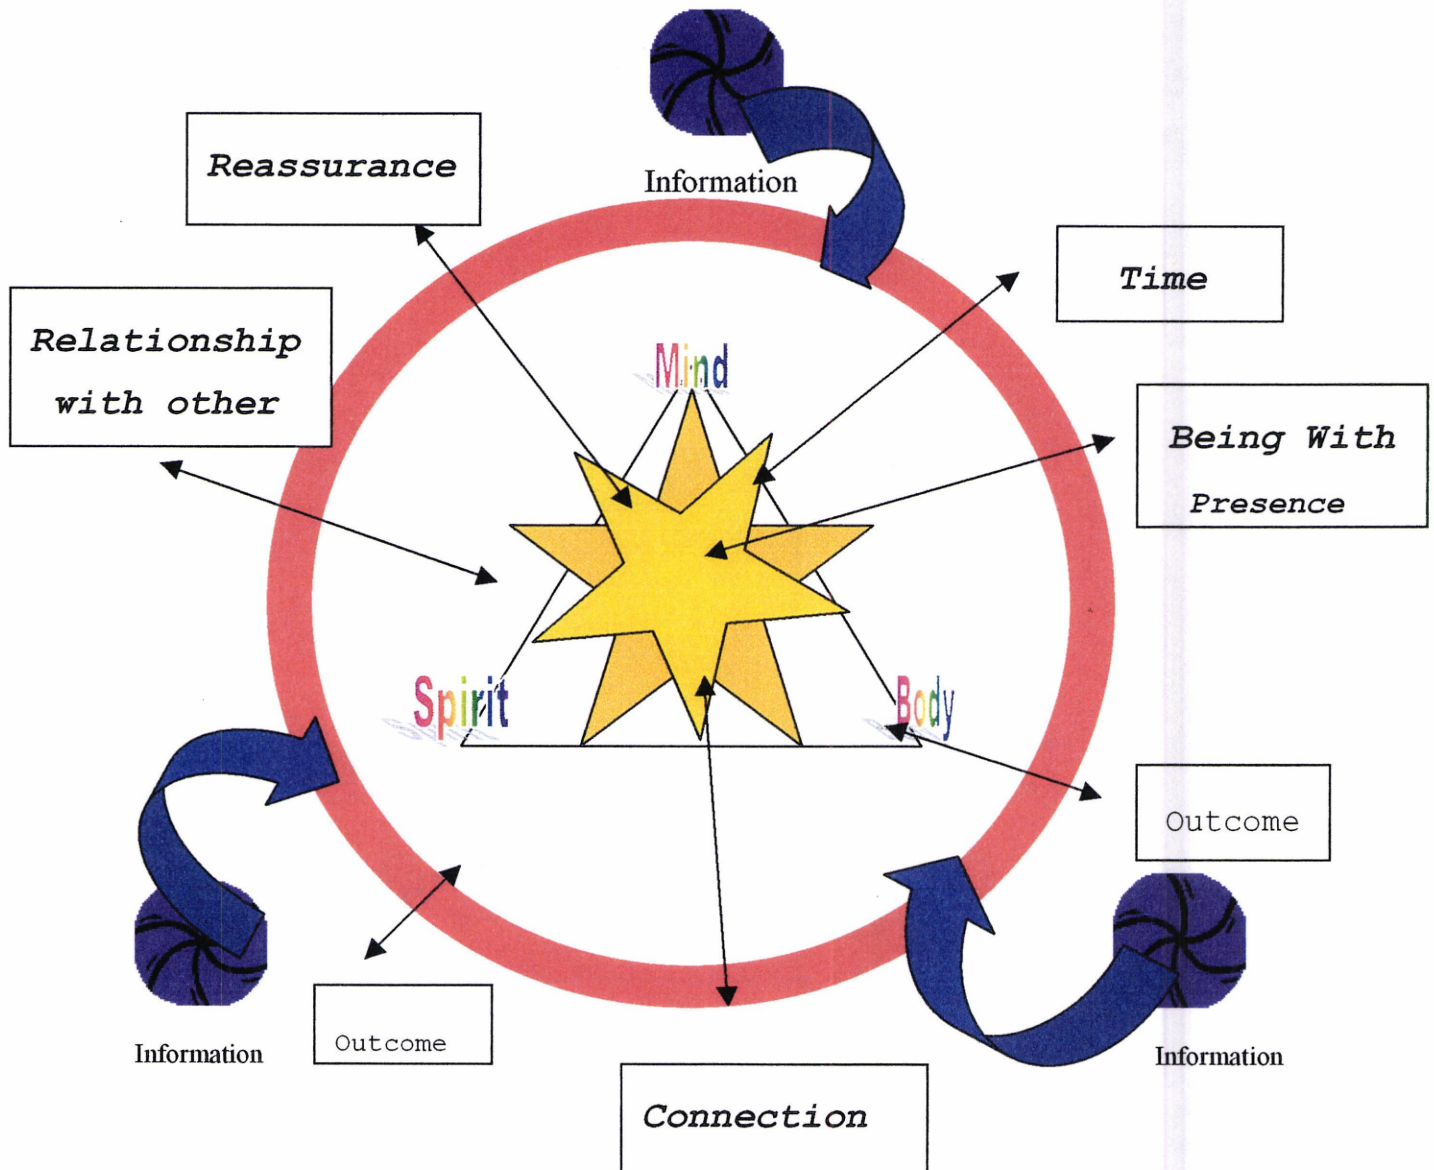 Reassurance
Information
Time
Relationship
with other
Mind
Being With
Presence
Spirit
Body
Outcome
Outcome
Information
Information
Connection